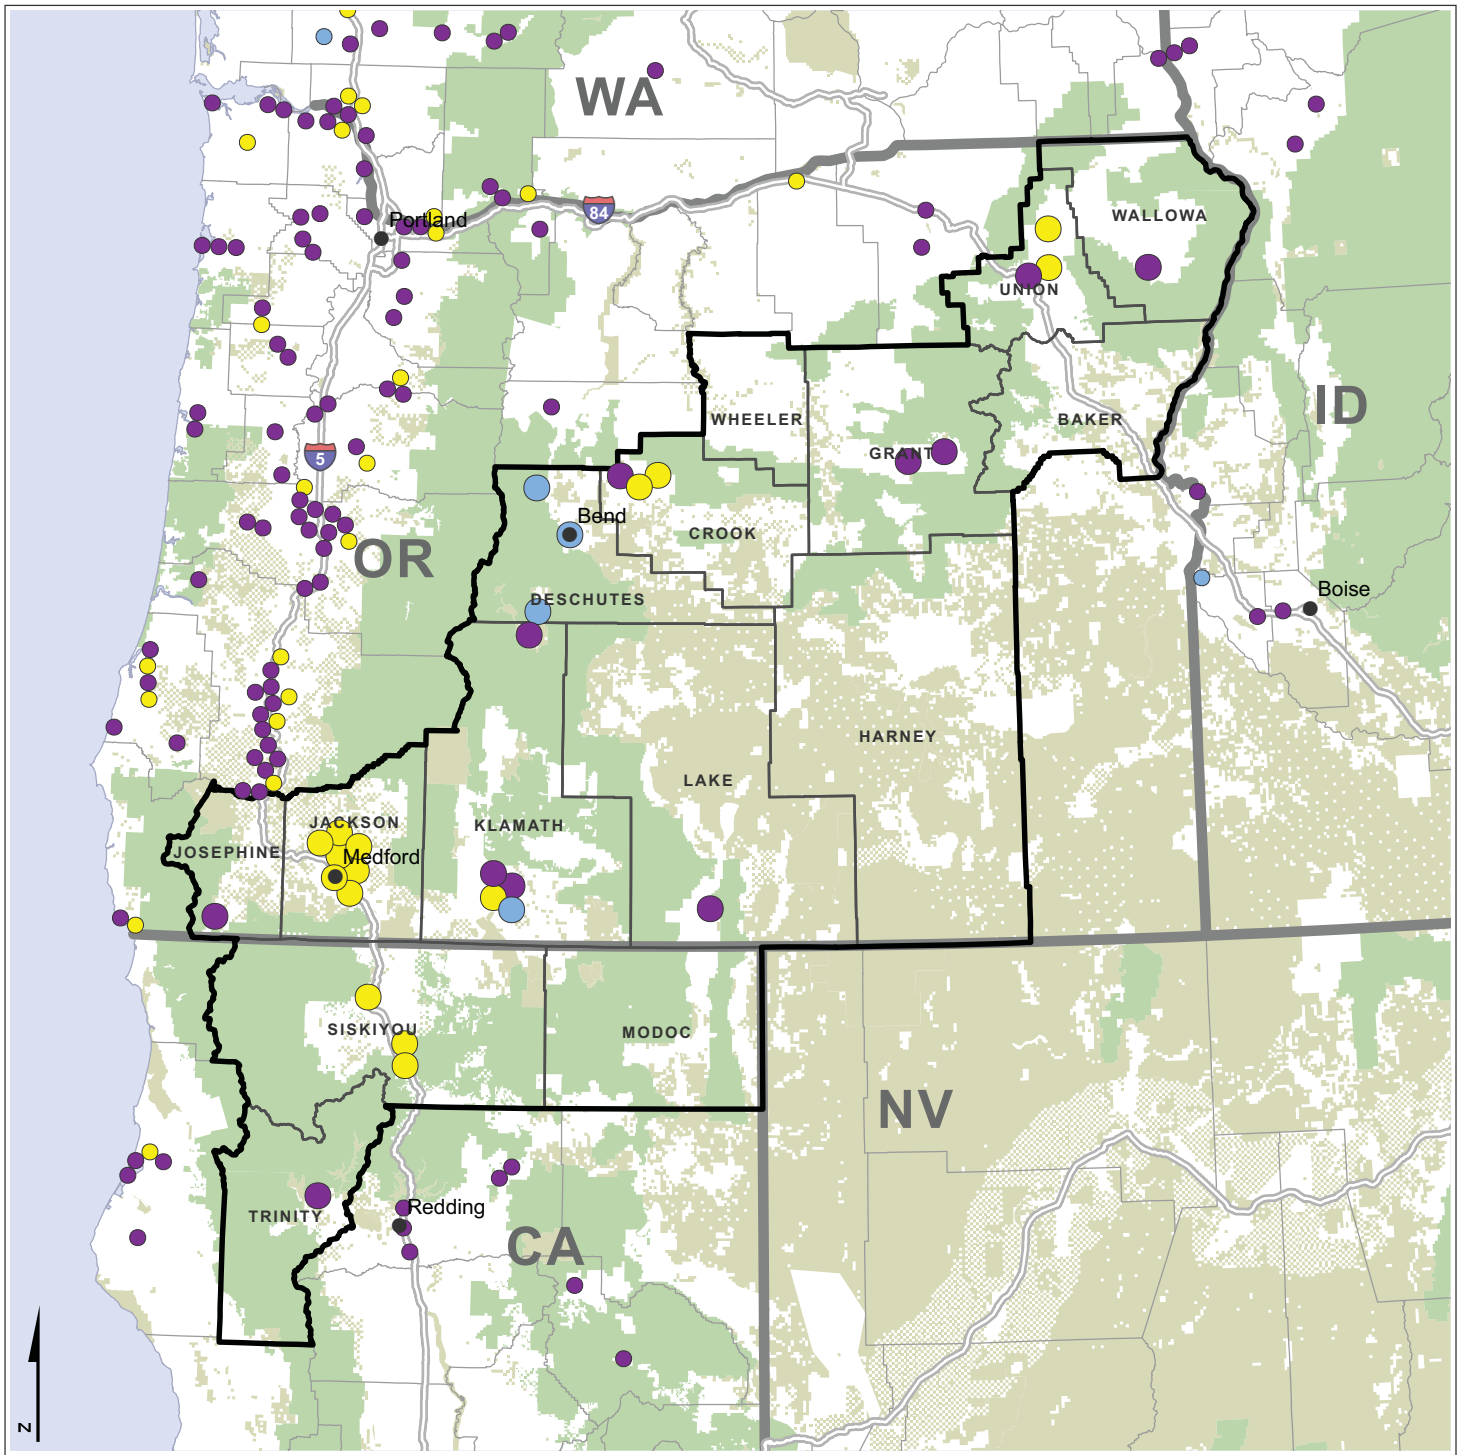 WA
Portland
84
WALLOWA
UNION
ID
WHEELER
BAKER
GRANT
5
Bend
CROOK
OR
Boise
DESCHUTES
HARNEY
LAKE
JACKSON
KLAMATH
JOSEPHINE
Medford
SISKIYOU
MODOC
NV
TRINITY
Redding
CA
N